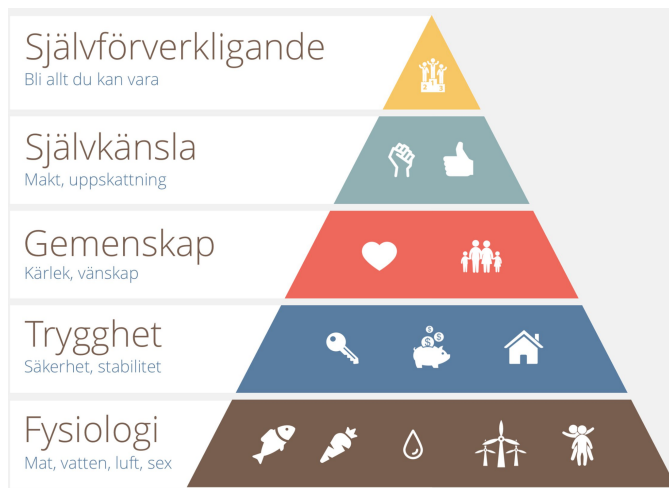 Självförverkligande
Bli allt du kan vara
Självkänsla
Makt, uppskattning
Gemenskap
Kärlek, vänskap
Trygghet
Säkerhet, stabilitet
Fysiologi
Mat, vatten, luft, sex